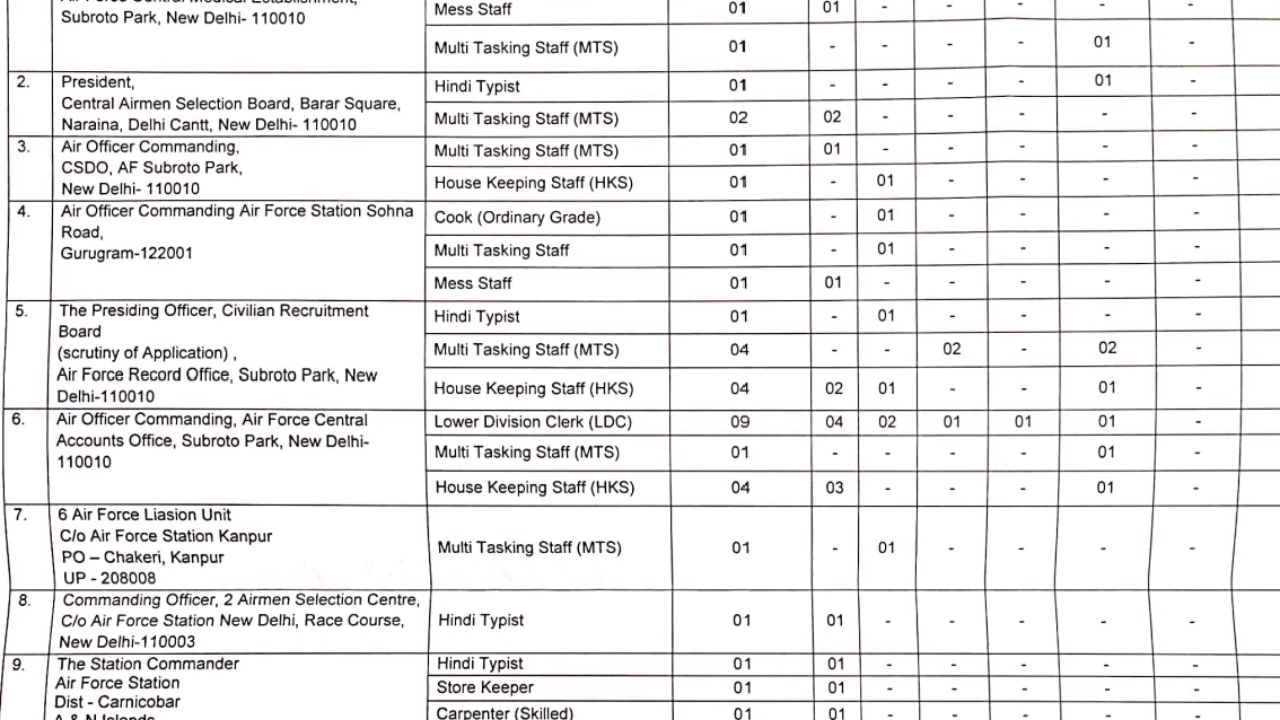 Subroto Park, New Delhi- 110010
Mess Staff 01 01 - - - - -
Multi Tasking Staff (MTS) 01 - - - - 01 -
2. President,
Central Airmen Selection Board, Barar Square,
Naraina, Delhi Cantt, New Delhi- 110010
Hindi Typist 01 - - - - 01 -
Multi Tasking Staff (MTS) 02 02 - - - - -
3. Air Officer Commanding,
CSDO, AF Subroto Park,
New Delhi- 110010
Multi Tasking Staff (MTS) 01 01 - - - - -
House Keeping Staff (HKS) 01 - 01 - - - -
4. Air Officer Commanding Air Force Station Sohna
Road,
Gurugram-122001
Cook (Ordinary Grade) 01 - 01 - - - -
Multi Tasking Staff 01 - 01 - - - -
Mess Staff 01 01 - - - - -
5. The Presiding Officer, Civilian Recruitment
Board
(scrutiny of Application) ,
Air Force Record Office, Subroto Park, New
Delhi-110010
Hindi Typist 01 - 01 - - - -
Multi Tasking Staff (MTS) 04 - - 02 - 02 -
House Keeping Staff (HKS) 04 02 01 - - 01 -
6. Air Officer Commanding, Air Force Central
Accounts Office, Subroto Park, New Delhi-
110010
Lower Division Clerk (LDC) 09 04 02 01 01 01 -
Multi Tasking Staff (MTS) 01 - - - - 01 -
House Keeping Staff (HKS) 04 03 - - - 01 -
7. 6 Air Force Liasion Unit
C/o Air Force Station Kanpur
PO – Chakeri, Kanpur
UP - 208008
Multi Tasking Staff (MTS) 01 - 01 - - - -
8. Commanding Officer, 2 Airmen Selection Centre,
C/o Air Force Station New Delhi, Race Course,
New Delhi-110003
Hindi Typist 01 01 - - - - -
9. The Station Commander
Air Force Station
Dist - Carnicobar
A & N Islands
Hindi Typist 01 01 - - - - -
Store Keeper 01 01 - - - - -
Carpenter (Skilled) 01 01 - - - - -